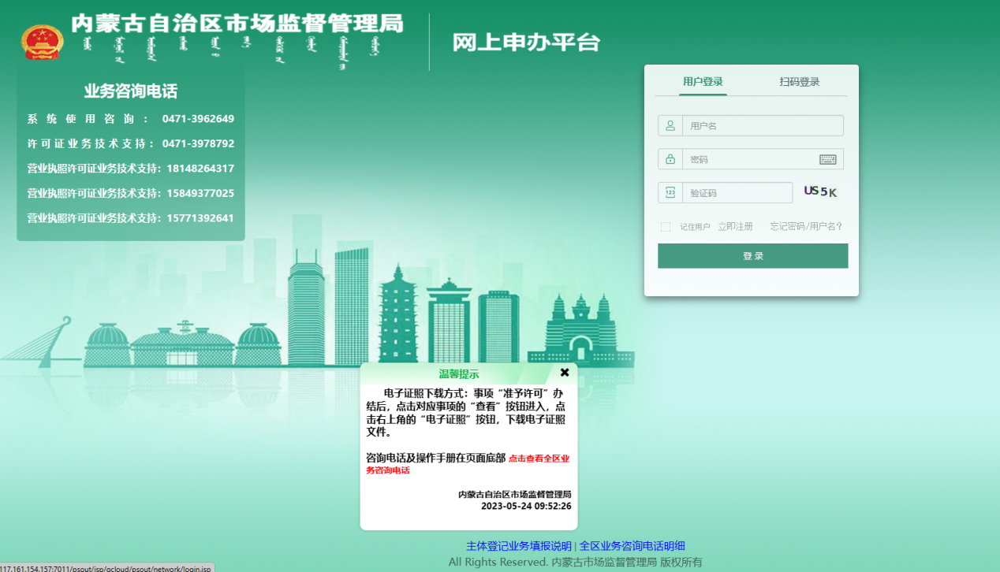 内蒙古自治区市场监督管理局
网上申办平台
业务咨询电话
系统使用咨询： 0471-3962649
许可证业务技术支持： 0471-3978792
营业执照许可证业务技术支持：18148264317
营业执照许可证业务技术支持：15849377025
营业执照许可证业务技术支持：15771392641
用户登录 扫码登录
用户名
密码
123 验证码 US5K
记住用户 立即注册 忘记密码/用户名?
登 录
温馨提示 ✖
电子证照下载方式：事项“准予许可”办
结后，点击对应事项的“查看”按钮进入，点
击右上角的“电子证照”按钮，下载电子证照
文件。
咨询电话及操作手册在页面底部 点击查看全区业
务咨询电话
内蒙古自治区市场监督管理局
2023-05-24 09:52:26
主体登记业务填报说明 | 全区业务咨询电话明细
All Rights Reserved. 内蒙古市场监督管理局 版权所有
117.161.154.157:7011/psout/jsp/gcloud/psout/network/login.jsp